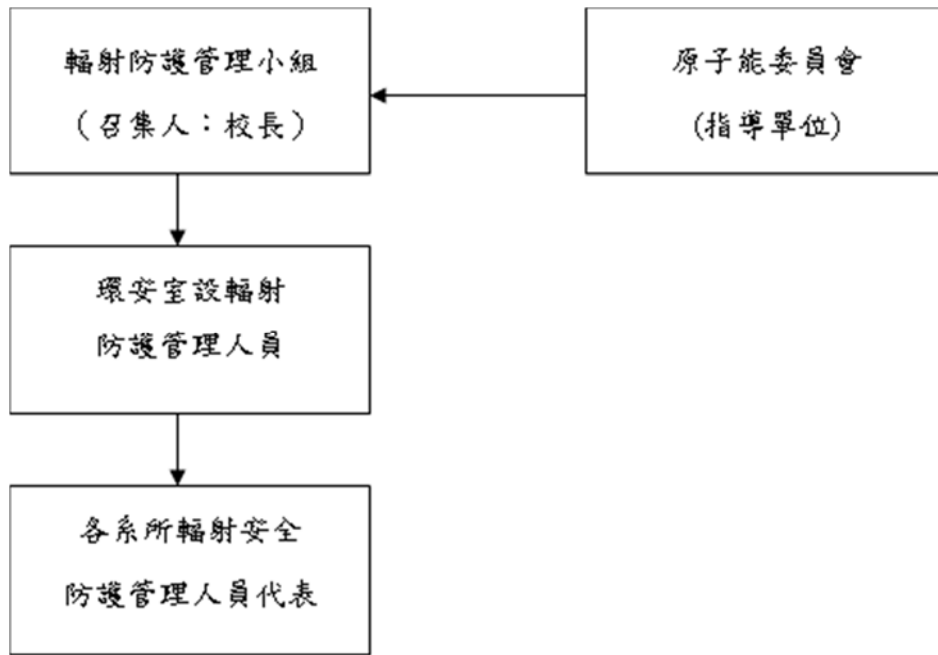 輻射防護管理小組
（召集人：校長）
原子能委員會
(指導單位)
環安室設輻射
防護管理人員
各系所輻射安全
防護管理人員代表